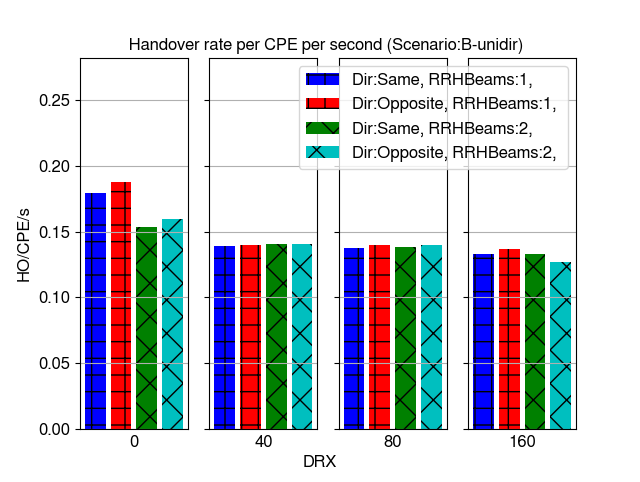 Handover rate per CPE per second (Scenario:B-unidir)
Dir:Same, RRHBeams:1,
Dir:Opposite, RRHBeams:1,
Dir:Same, RRHBeams:2,
Dir:Opposite, RRHBeams:2,
HO/CPE/s
0.25
0.20
0.15
0.10
0.05
0.00
0 40 80 160
DRX